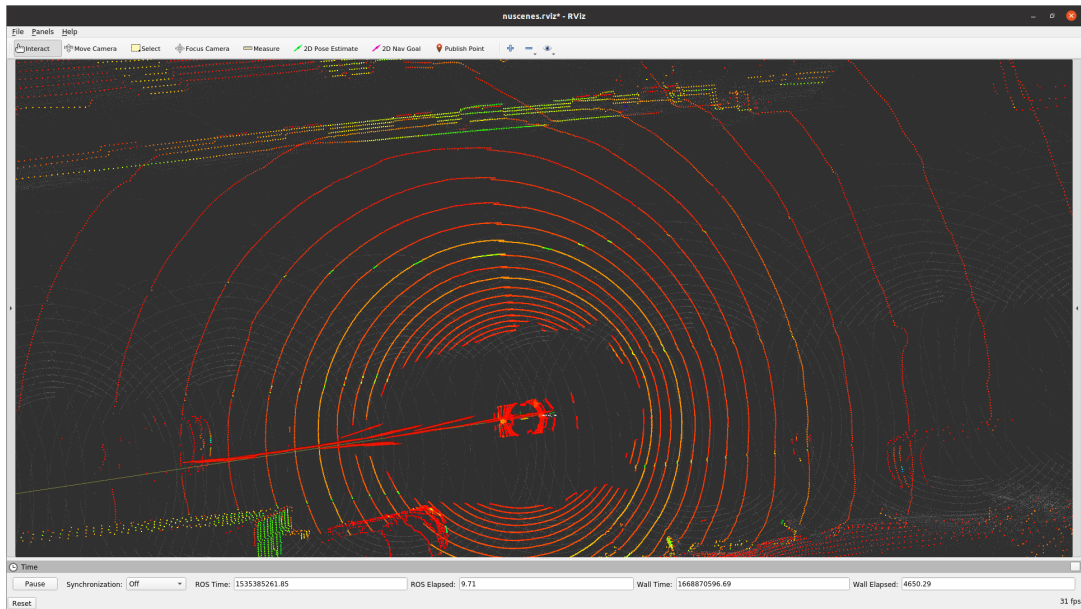 nuscenes.rviz* - RViz
File Panels Help
Interact Move Camera Select Focus Camera Measure 2D Pose Estimate 2D Nav Goal Publish Point
Time
Pause Synchronization: Off ROS Time: 1535385261.85 ROS Elapsed: 9.71 Wall Time: 1668870596.69 Wall Elapsed: 4650.29
Reset 31 fps